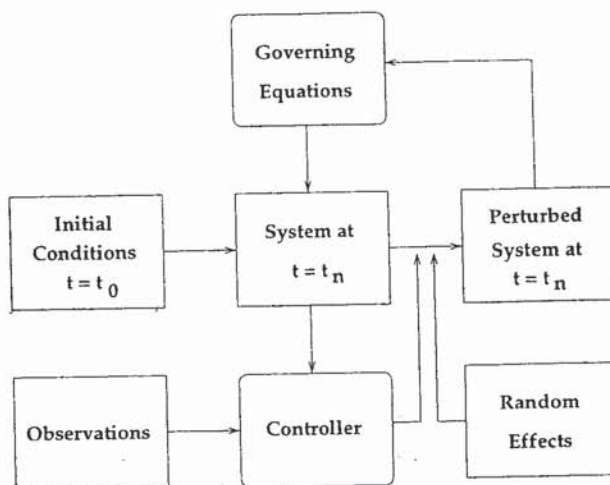 Governing
Equations
Initial
Conditions
t = t0
System at
t = tn
Perturbed
System at
t = tn
Observations
Controller
Random
Effects